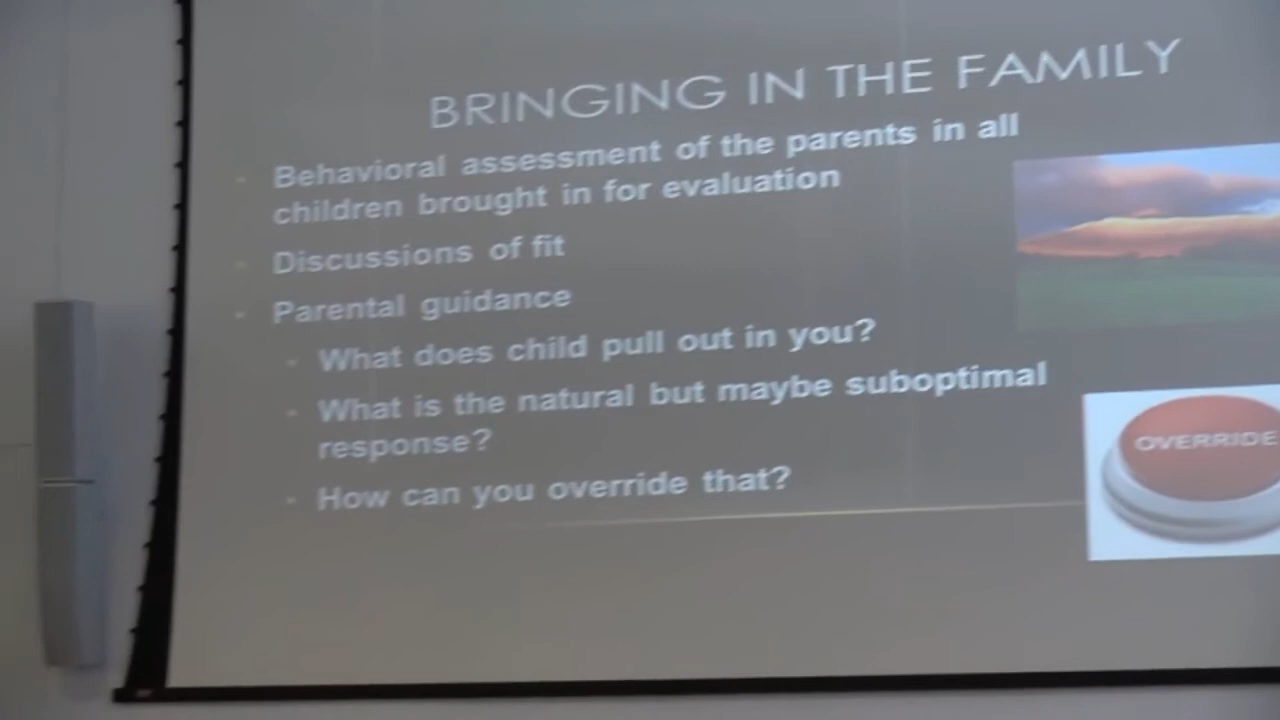 BRINGING IN THE FAMILY
Behavioral assessment of the parents in all
children brought in for evaluation
Discussions of fit
Parental guidance
What does child pull out in you?
What is the natural but maybe suboptimal
response?
How can you override that?
OVERRIDE